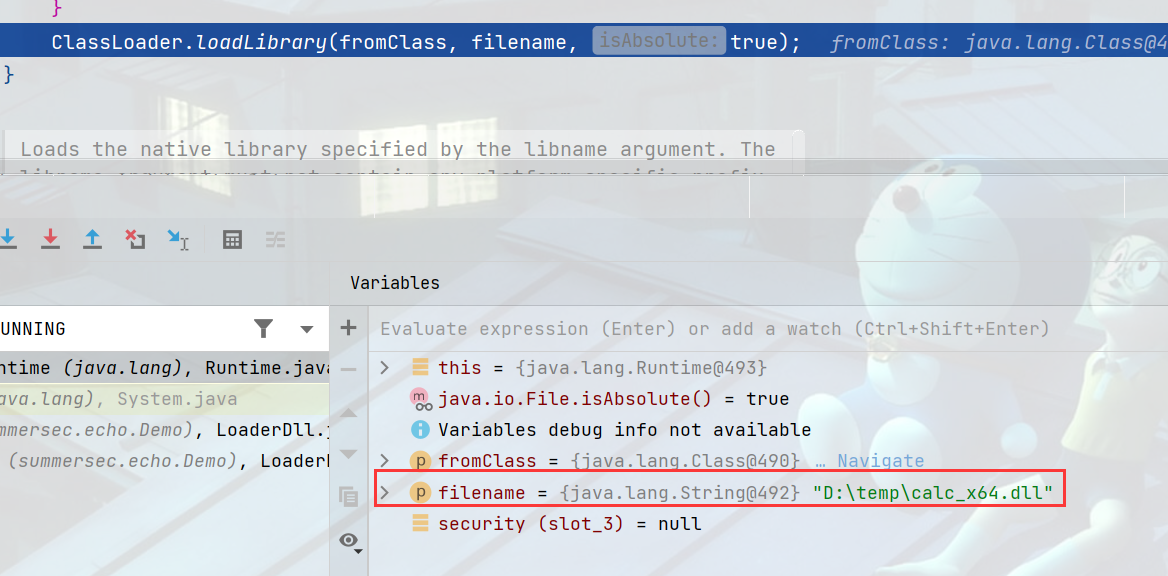 }
ClassLoader.loadLibrary(fromClass, filename, isAbsolute: true); fromClass: java.lang.Class@4
}
Loads the native library specified by the libname argument. The
Variables
UNNING
Evaluate expression (Enter) or add a watch (Ctrl+Shift+Enter)
ntime (java.lang), Runtime.java
this = {java.lang.Runtime@493}
ava.lang), System.java
m java.io.File.isAbsolute() = true
mmersec.echo.Demo), LoaderDll.j
Variables debug info not available
(summersec.echo.Demo), Loader
p fromClass = {java.lang.Class@490} … Navigate
p filename = {java.lang.String@492} "D:\temp\calc_x64.dll"
security (slot_3) = null